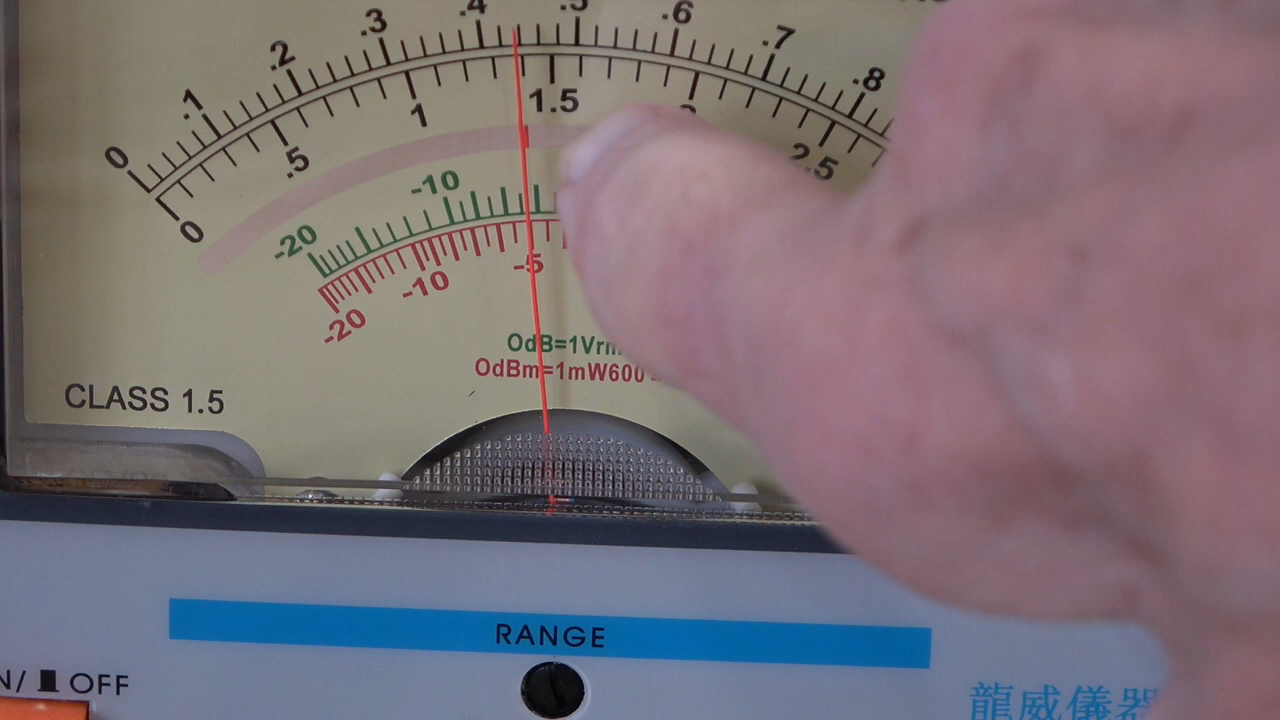 0 .1 .2 .3 .4 .5 .6 .7 .8
0 .5 1 1.5 2.5
-20 -10
-20 -10 -5
OdB=1Vrm
OdBm=1mW600
CLASS 1.5
RANGE
N/ OFF
龍威儀器